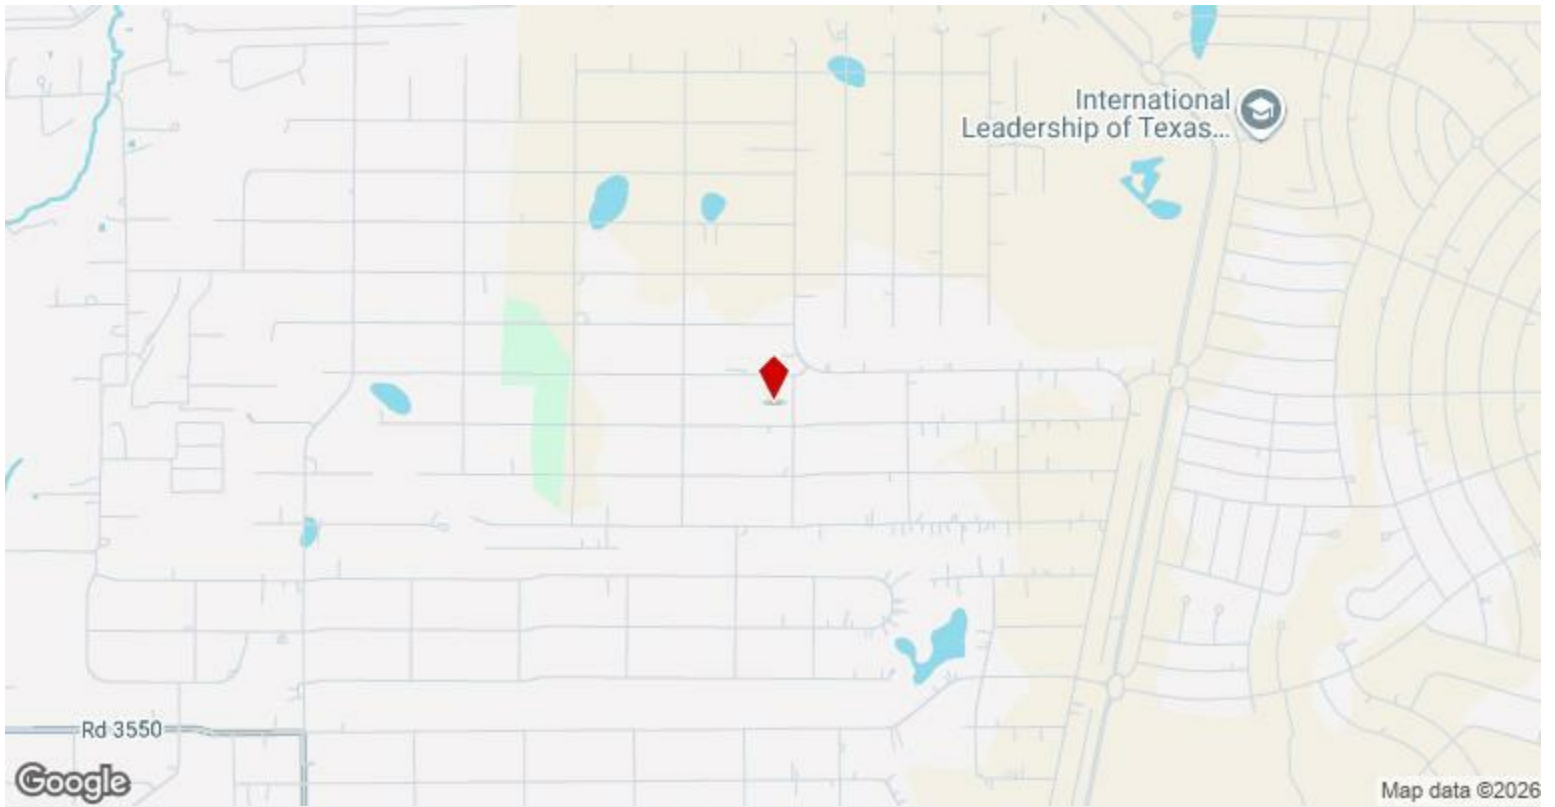 International
Leadership of Texas...
Rd 3550
Google
Map data ©2026